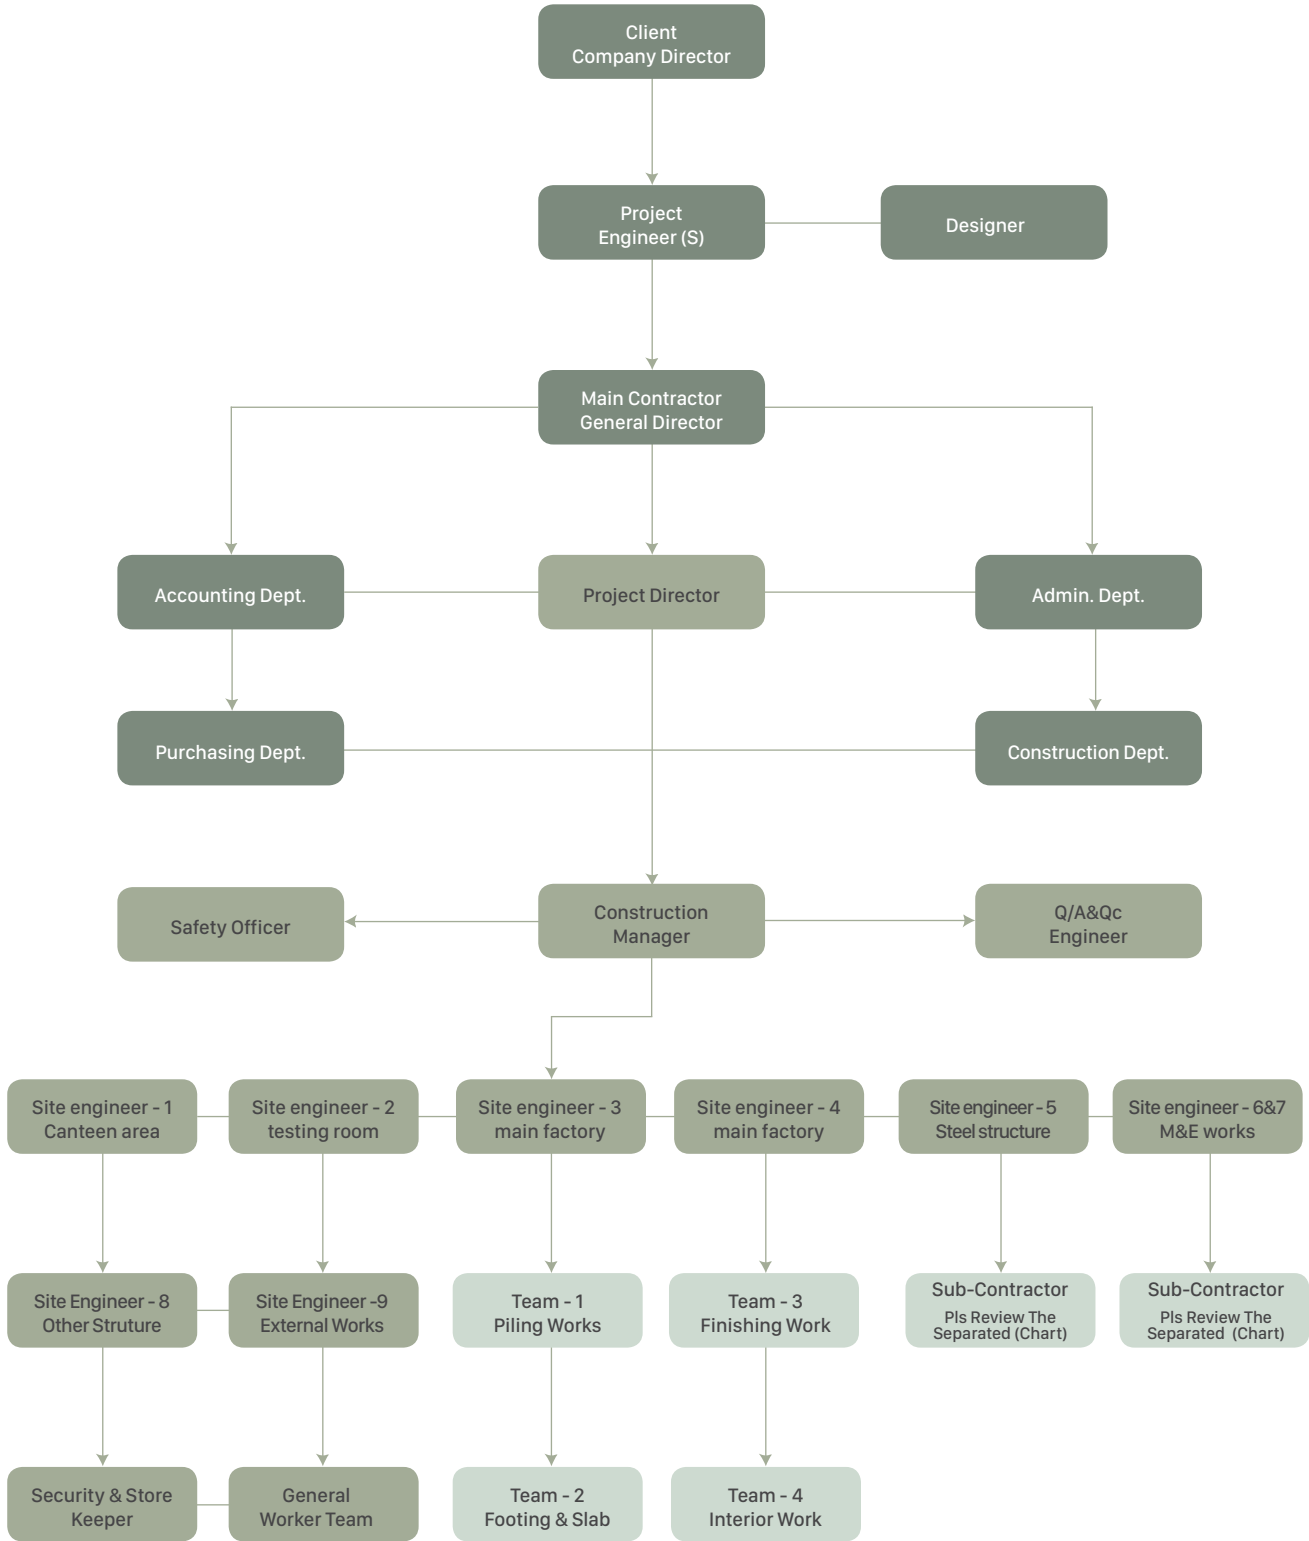 Client
Company Director
Project
Engineer (S)
Designer
Main Contractor
General Director
Accounting Dept.
Project Director
Admin. Dept.
Purchasing Dept.
Construction Dept.
Safety Officer
Construction
Manager
Q/A&Qc
Engineer
Site engineer - 1
Canteen area
Site engineer - 2
testing room
Site engineer - 3
main factory
Site engineer - 4
main factory
Site engineer - 5
Steel structure
Site engineer - 6&7
M&E works
Site Engineer - 8
Other Struture
Site Engineer -9
External Works
Team - 1
Piling Works
Team - 3
Finishing Work
Sub-Contractor
Pls Review The
Separated (Chart)
Sub-Contractor
Pls Review The
Separated (Chart)
Security & Store
Keeper
General
Worker Team
Team - 2
Footing & Slab
Team - 4
Interior Work